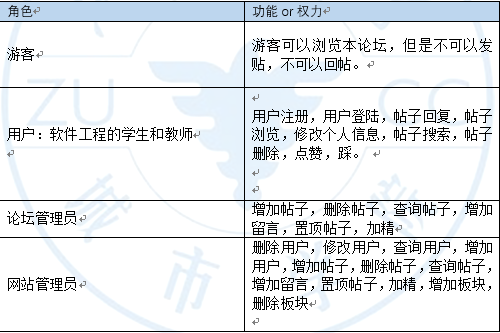 角色
功能 or 权力
游客
游客可以浏览本论坛，但是不可以发
贴，不可以回帖。
用户：软件工程的学生和教师
用户注册，用户登陆，帖子回复，帖子
浏览，修改个人信息，帖子搜索，帖子
删除，点赞，踩。
论坛管理员
增加帖子，删除帖子，查询帖子，增加
留言，置顶帖子，加精
网站管理员
删除用户，修改用户，查询用户，增加
用户，增加帖子，删除帖子，查询帖子，
增加留言，置顶帖子，加精，增加板块，
删除板块
ZU
CC
城
市